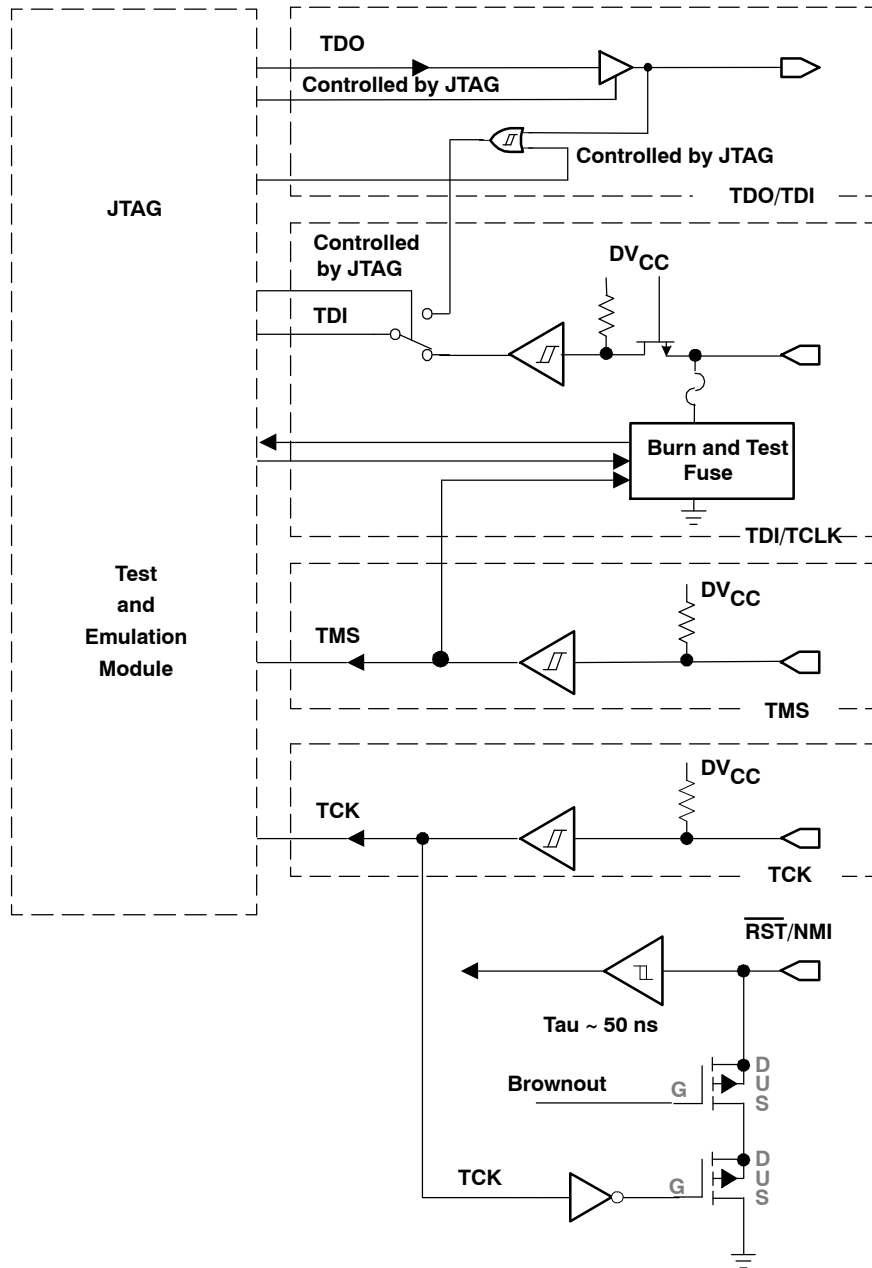 TDO
Controlled by JTAG
Controlled by JTAG
TDO/TDI
JTAG
Controlled
by JTAG
TDI
DVCC
Burn and Test
Fuse
TDI/TCLK
Test
and
Emulation
Module
TMS
DVCC
TMS
TCK
DVCC
TCK
RST/NMI
Tau ~ 50 ns
Brownout
G
D
U
S
TCK
G
D
U
S